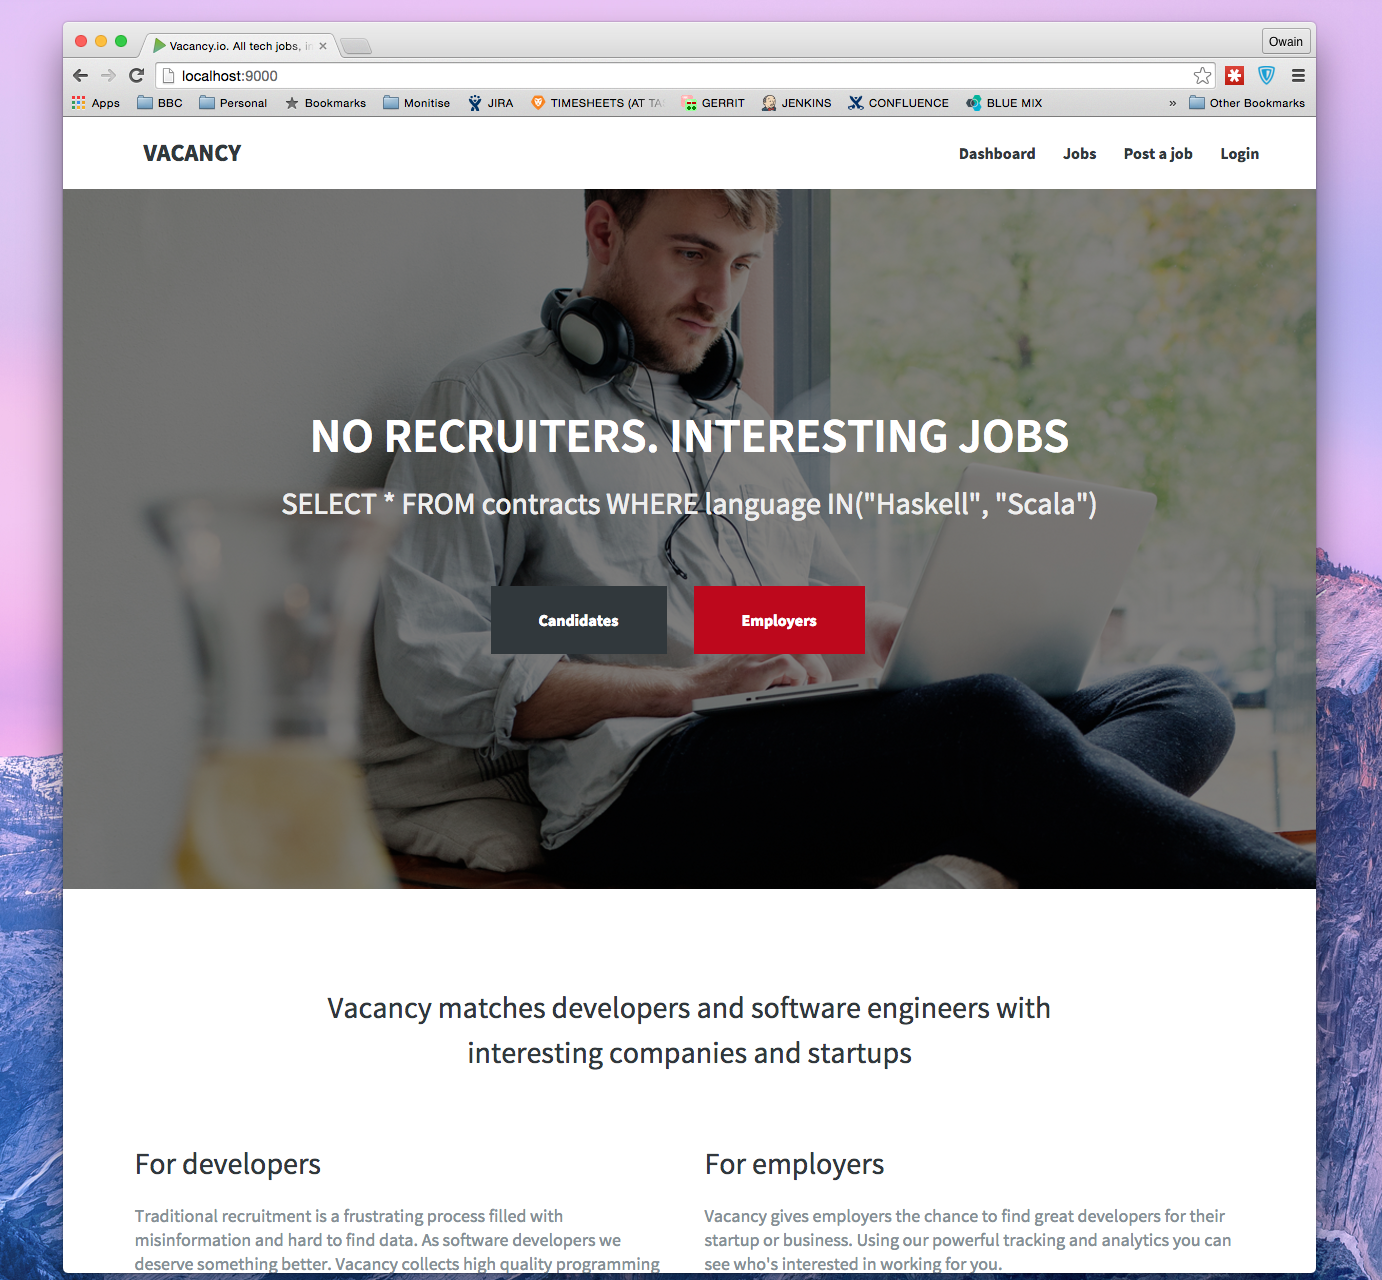 Vacancy.io. All tech jobs, in
Owain
localhost:9000
Apps BBC Personal Bookmarks Monitise JIRA TIMESHEETS (AT TA GERRIT JENKINS CONFLUENCE BLUE MIX » Other Bookmarks
VACANCY Dashboard Jobs Post a job Login
NO RECRUITERS. INTERESTING JOBS
SELECT * FROM contracts WHERE language IN("Haskell", "Scala")
Candidates Employers
Vacancy matches developers and software engineers with
interesting companies and startups
For developers
Traditional recruitment is a frustrating process filled with
misinformation and hard to find data. As software developers we
deserve something better. Vacancy collects high quality programming
For employers
Vacancy gives employers the chance to find great developers for their
startup or business. Using our powerful tracking and analytics you can
see who's interested in working for you.